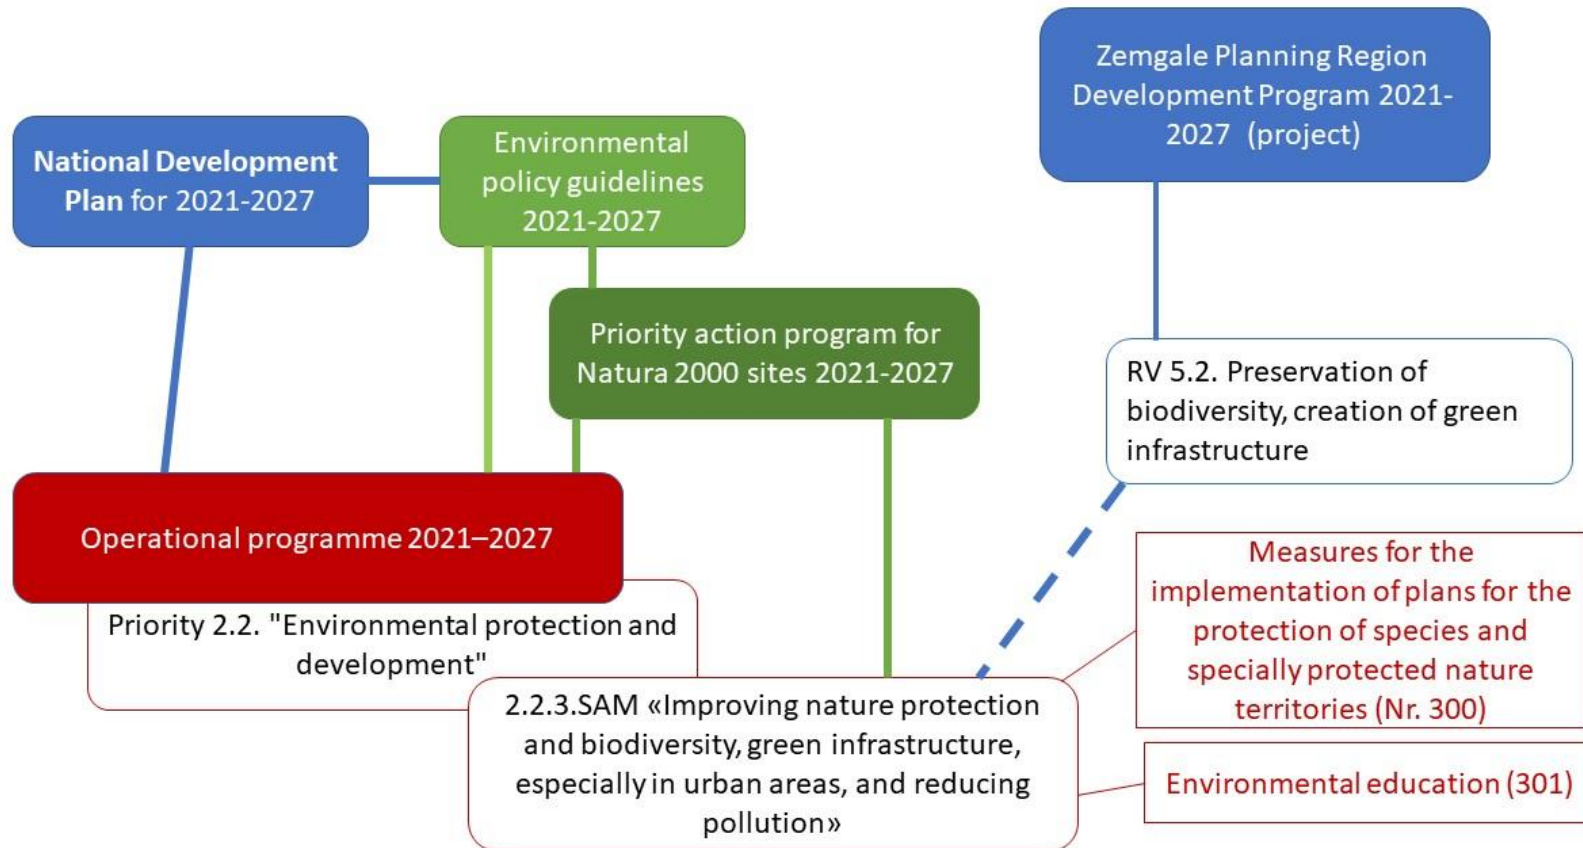 Zemgale Planning Region
Development Program 2021-
2027 (project)
National Development
Plan for 2021-2027
Environmental
policy guidelines
2021-2027
Priority action program for
Natura 2000 sites 2021-2027
RV 5.2. Preservation of
biodiversity, creation of green
infrastructure
Operational programme 2021–2027
Priority 2.2. "Environmental protection and
development"
Measures for the
implementation of plans for the
protection of species and
specially protected nature
territories (Nr. 300)
2.2.3.SAM «Improving nature protection
and biodiversity, green infrastructure,
especially in urban areas, and reducing
pollution»
Environmental education (301)